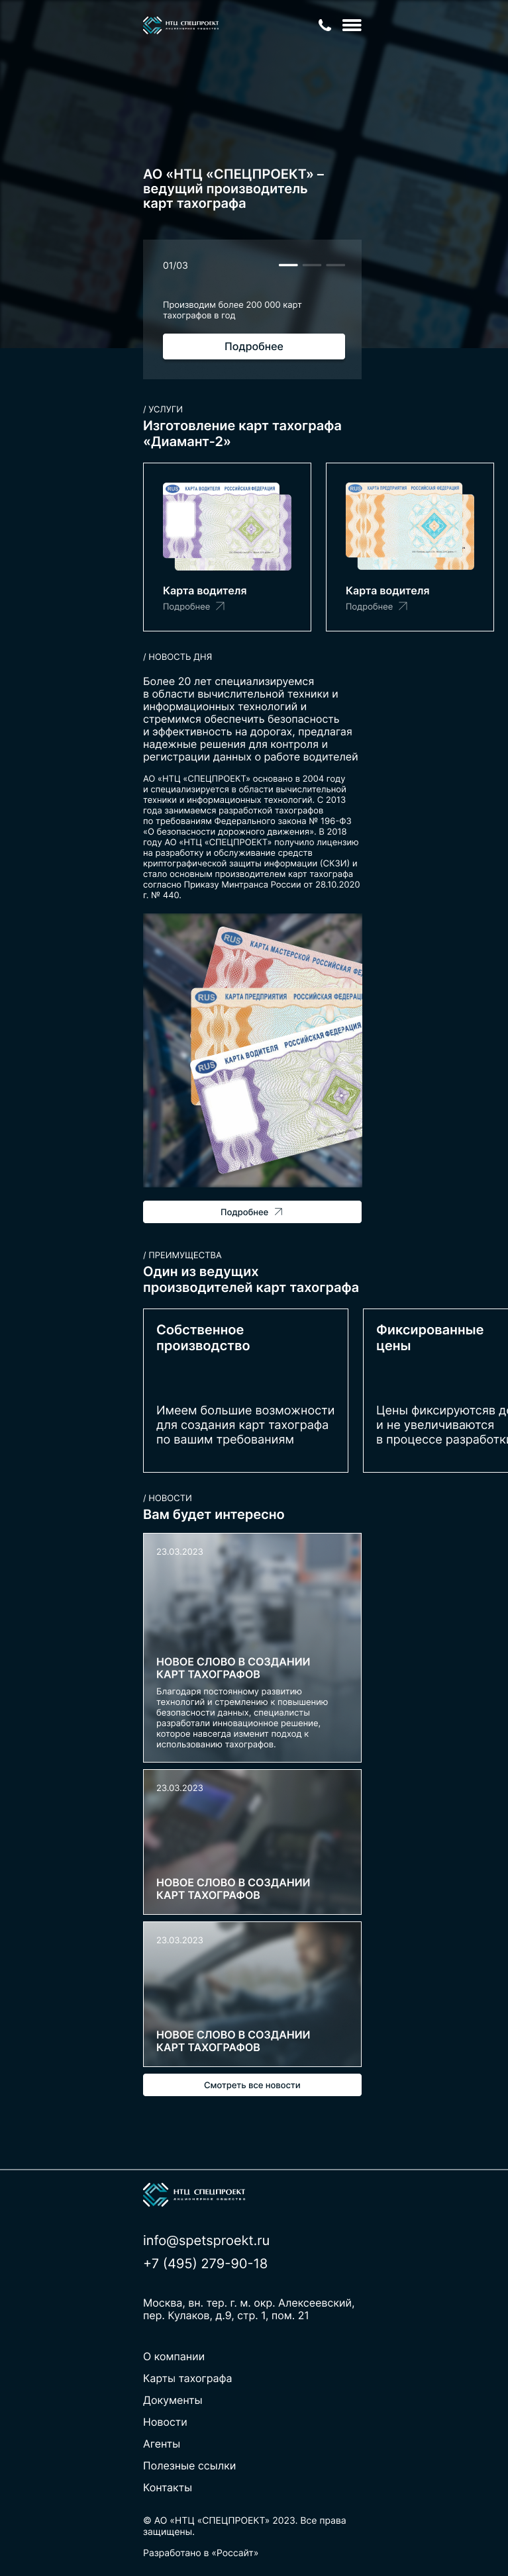 НТЦ СПЕЦПРОЕКТ
АО «НТЦ «СПЕЦПРОЕКТ» –
ведущий производитель
карт тахографа
01/03
Производим более 200 000 карт
тахографов в год
Подробнее
/ УСЛУГИ
Изготовление карт тахографа
«Диамант-2»
RUS КАРТА ВОДИТЕЛЯ РОССИЙСКАЯ ФЕДЕРАЦИЯ
RUS КАРТА ПРЕДПРИЯТИЯ РОССИЙСКАЯ ФЕДЕРАЦИЯ
Карта водителя
Подробнее
Карта водителя
Подробнее
/ НОВОСТЬ ДНЯ
Более 20 лет специализируемся
в области вычислительной техники и
информационных технологий и
стремимся обеспечить безопасность
и эффективность на дорогах, предлагая
надежные решения для контроля и
регистрации данных о работе водителей
АО «НТЦ «СПЕЦПРОЕКТ» основано в 2004 году
и специализируется в области вычислительной
техники и информационных технологий. С 2013
года занимаемся разработкой тахографов
по требованиям Федерального закона № 196-ФЗ
«О безопасности дорожного движения». В 2018
году АО «НТЦ «СПЕЦПРОЕКТ» получило лицензию
на разработку и обслуживание средств
криптографической защиты информации (СКЗИ) и
стало основным производителем карт тахографа
согласно Приказу Минтранса России от 28.10.2020
г. № 440.
RUS КАРТА МАСТЕРСКОЙ РОССИЙСКАЯ
RUS КАРТА ПРЕДПРИЯТИЯ РОССИЙСКАЯ
RUS КАРТА ВОДИТЕЛЯ РОССИЙСКАЯ ФЕДЕРАЦИЯ
Подробнее
/ ПРЕИМУЩЕСТВА
Один из ведущих
производителей карт тахографа
Собственное
производство
Имеем большие возможности
для создания карт тахографа
по вашим требованиям
Фиксированные
цены
Цены фиксируютсяв
и не увеличиваются
в процессе
/ НОВОСТИ
Вам будет интересно
23.03.2023
НОВОЕ СЛОВО В СОЗДАНИИ
КАРТ ТАХОГРАФОВ
Благодаря постоянному развитию
технологий и стремлению к повышению
безопасности данных, специалисты
разработали инновационное решение,
которое навсегда изменит подход к
использованию тахографов.
23.03.2023
НОВОЕ СЛОВО В СОЗДАНИИ
КАРТ ТАХОГРАФОВ
23.03.2023
НОВОЕ СЛОВО В СОЗДАНИИ
КАРТ ТАХОГРАФОВ
Смотреть все новости
НТЦ СПЕЦПРОЕКТ
info@spetsproekt.ru
+7 (495) 279-90-18
Москва, вн. тер. г. м. окр. Алексеевский,
пер. Кулаков, д.9, стр. 1, пом. 21
О компании
Карты тахографа
Документы
Новости
Агенты
Полезные ссылки
Контакты
© АО «НТЦ «СПЕЦПРОЕКТ» 2023. Все права
защищены.
Разработано в «Россайт»